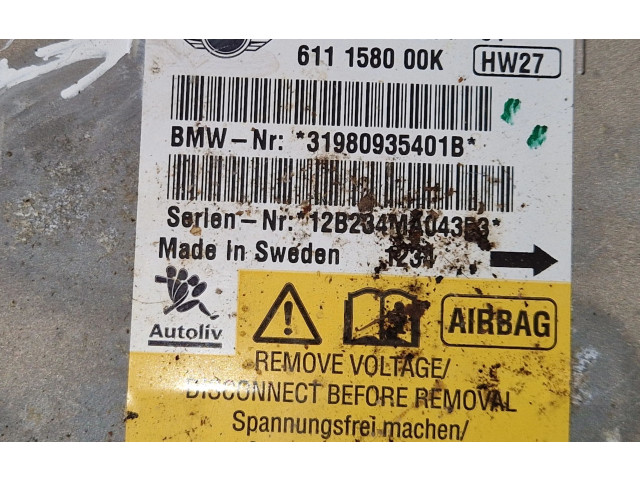 611 1580 00K HW27
BMW-Nr: *31980935401B*
Serien-Nr:*12B234MA043E3*
Made in Sweden 1234
Autoliv
AIRBAG
REMOVE VOLTAGE/
DISCONNECT BEFORE REMOVAL
Spannungsfrei machen/